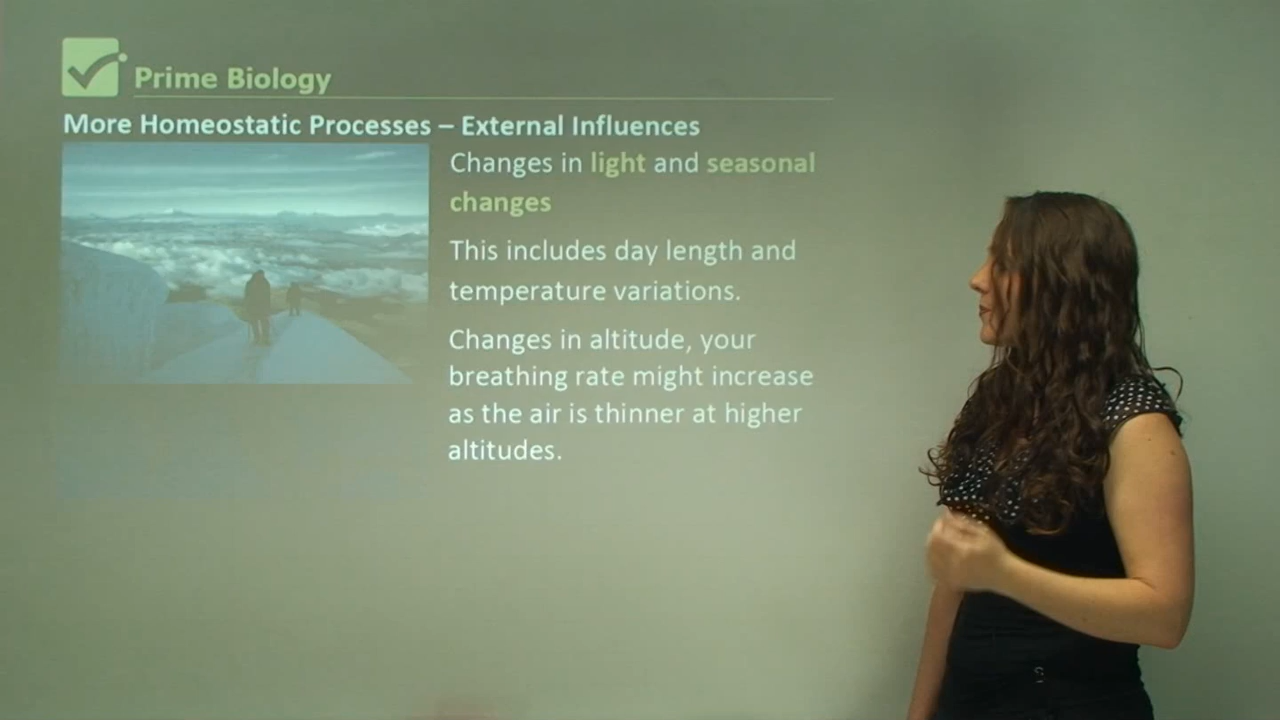 Prime Biology
More Homeostatic Processes – External Influences
Changes in light and seasonal
changes
This includes day length and
temperature variations.
Changes in altitude, your
breathing rate might increase
as the air is thinner at higher
altitudes.